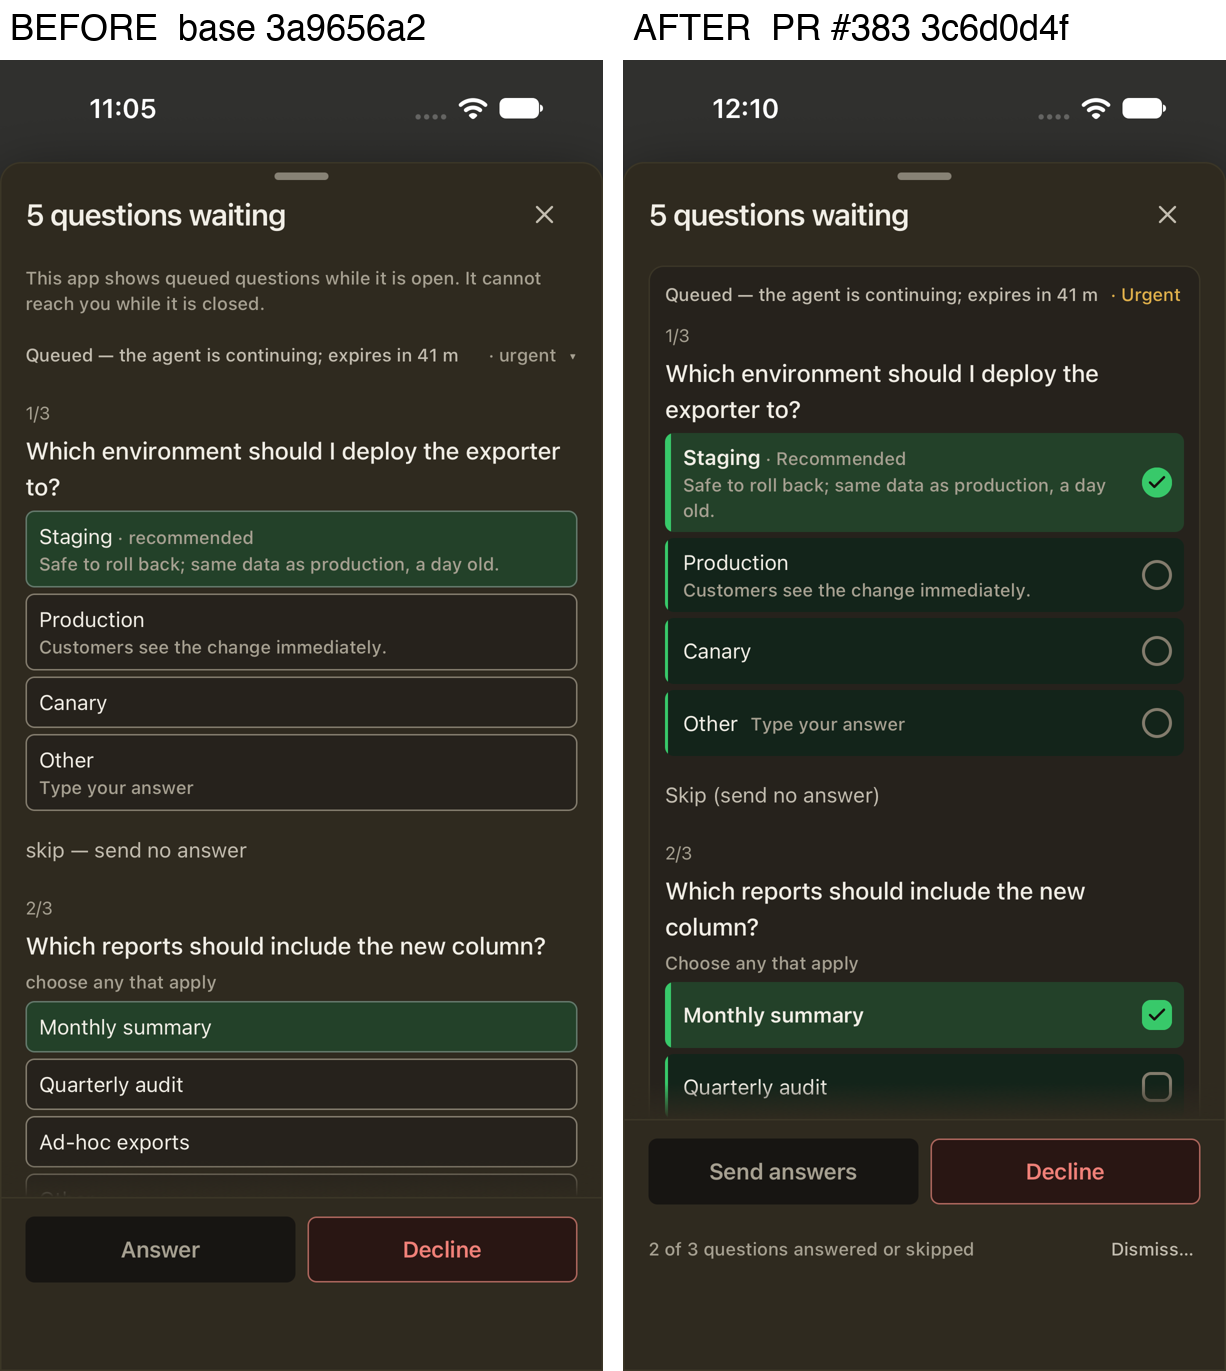 BEFORE base 3a9656a2
11:05
5 questions waiting
This app shows queued questions while it is open. It cannot
reach you while it is closed.
Queued — the agent is continuing; expires in 41 m · urgent ▾
1/3
Which environment should I deploy the exporter
to?
Staging · recommended
Safe to roll back; same data as production, a day old.
Production
Customers see the change immediately.
Canary
Other
Type your answer
skip — send no answer
2/3
Which reports should include the new column?
choose any that apply
Monthly summary
Quarterly audit
Ad-hoc exports
Answer
Decline
AFTER PR #383 3c6d0d4f
12:10
5 questions waiting
Queued — the agent is continuing; expires in 41 m · Urgent
1/3
Which environment should I deploy the
exporter to?
Staging · Recommended
Safe to roll back; same data as production, a day
old.
Production
Customers see the change immediately.
Canary
Other Type your answer
Skip (send no answer)
2/3
Which reports should include the new
column?
Choose any that apply
Monthly summary
Quarterly audit
Send answers
Decline
2 of 3 questions answered or skipped
Dismiss...